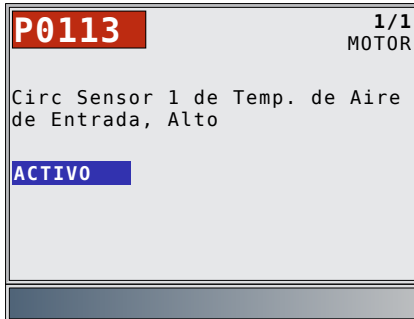 P0113
1/1
MOTOR
Circ Sensor 1 de Temp. de Aire
de Entrada, Alto
ACTIVO